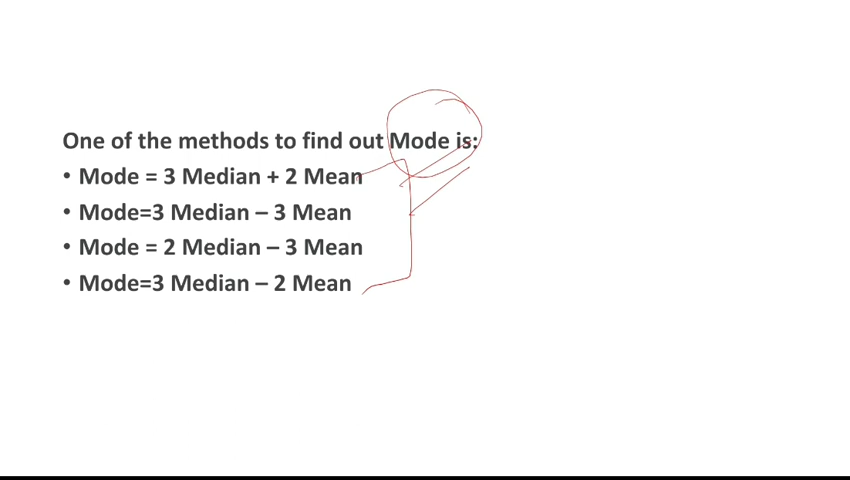 One of the methods to find out Mode is:
• Mode = 3 Median + 2 Mean
• Mode=3 Median – 3 Mean
• Mode = 2 Median – 3 Mean
• Mode=3 Median – 2 Mean